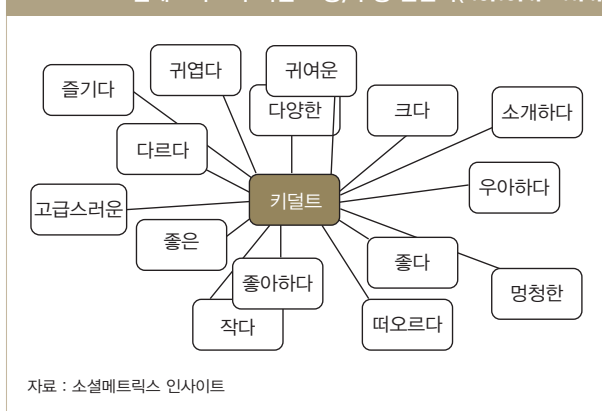 귀엽다
귀여운
즐기다
다양한
크다
소개하다
다르다
키덜트
우아하다
고급스러운
좋은
좋다
좋아하다
멍청한
작다
떠오르다
자료 : 소셜메트릭스 인사이트